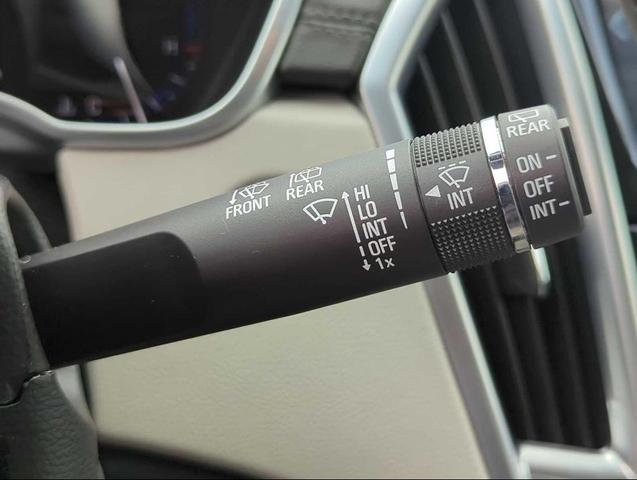 FRONT
REAR
HI
LO
INT
OFF
1x
INT
REAR
ON
OFF
INT